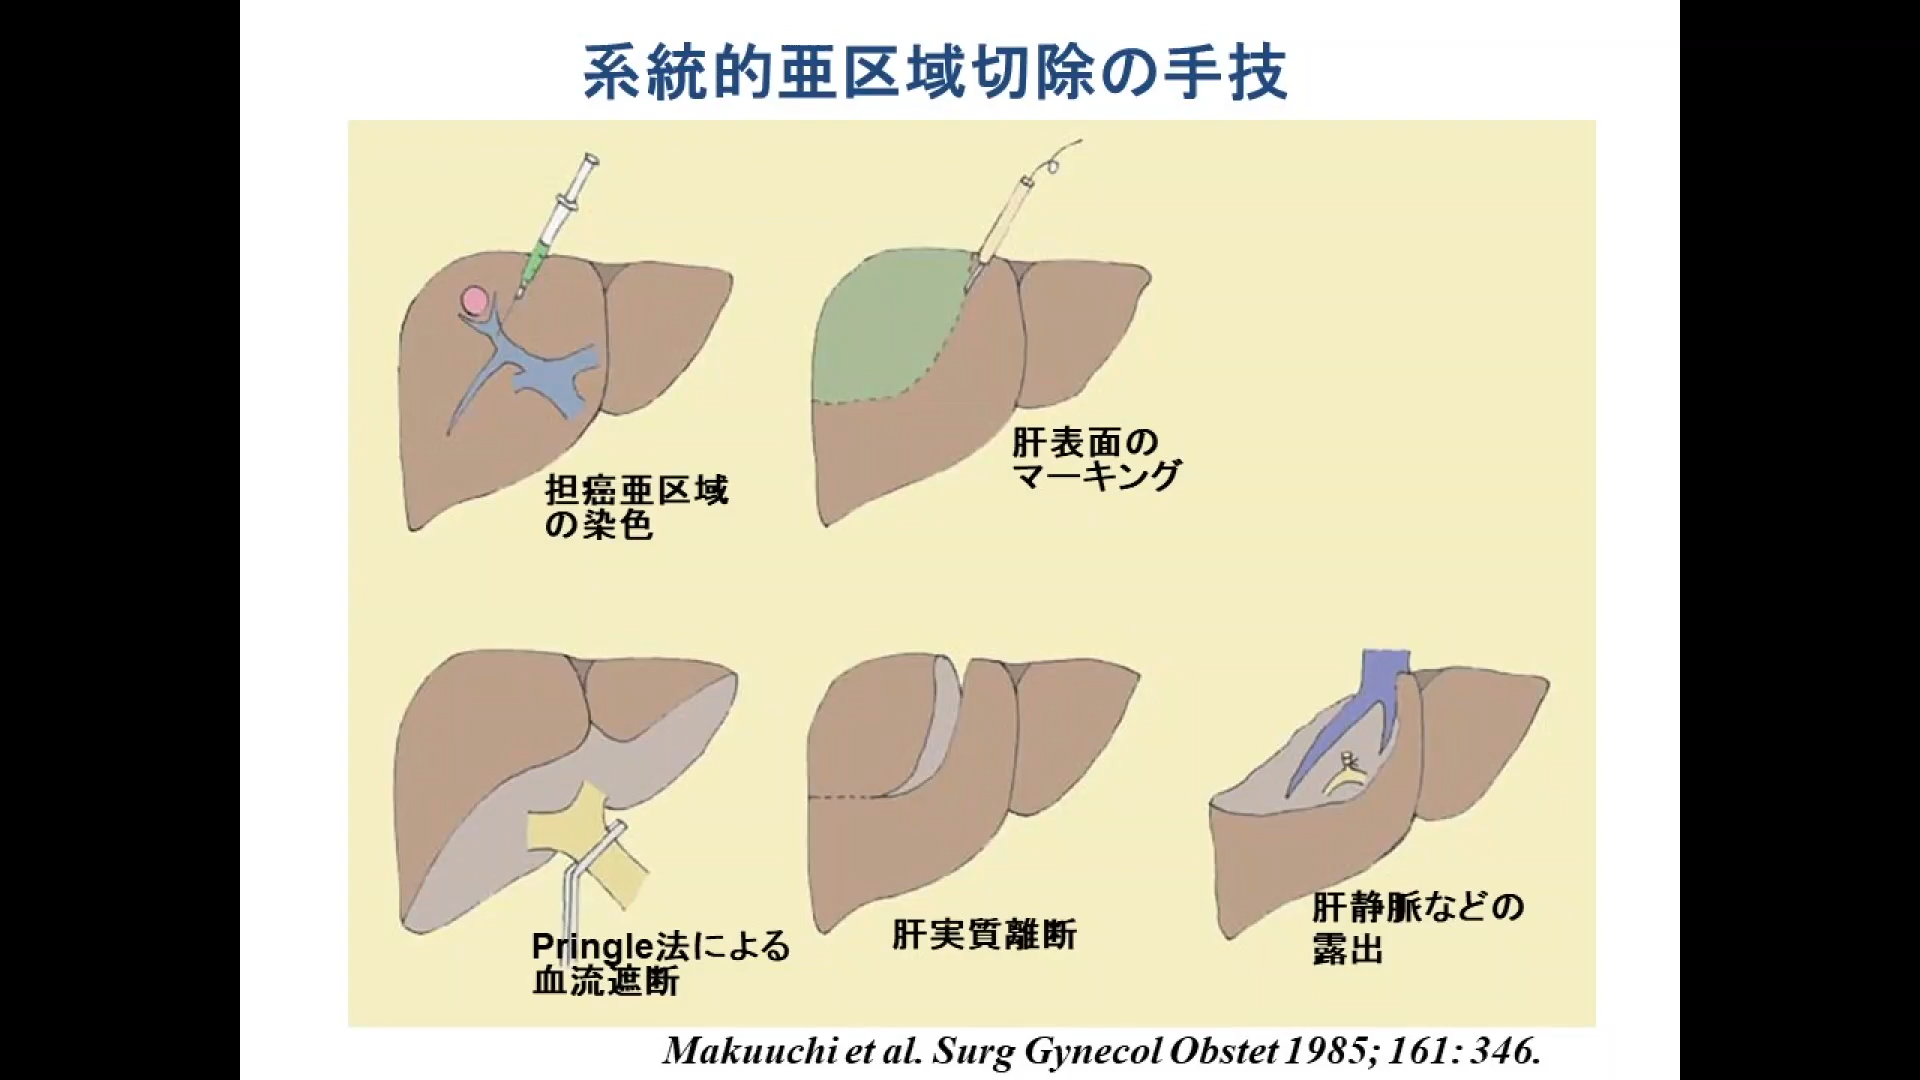 系統的亜区域切除の手技
担癌亜区域
の染色
肝表面の
マーキング
Pringle法による
血流遮断
肝実質離断
肝静脈などの
露出
Makuuchi et al. Surg Gynecol Obstet 1985; 161: 346.